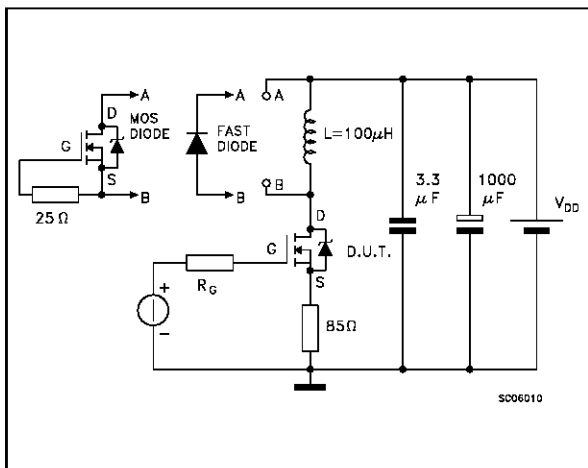 A
D
MOS
DIODE
G
S
B
25 Ω
A
FAST
DIODE
B
A
L=100μH
B
D
G
D.U.T.
S
R_G
+
-
85Ω
3.3
μF
1000
μF
V_DD
SC06010